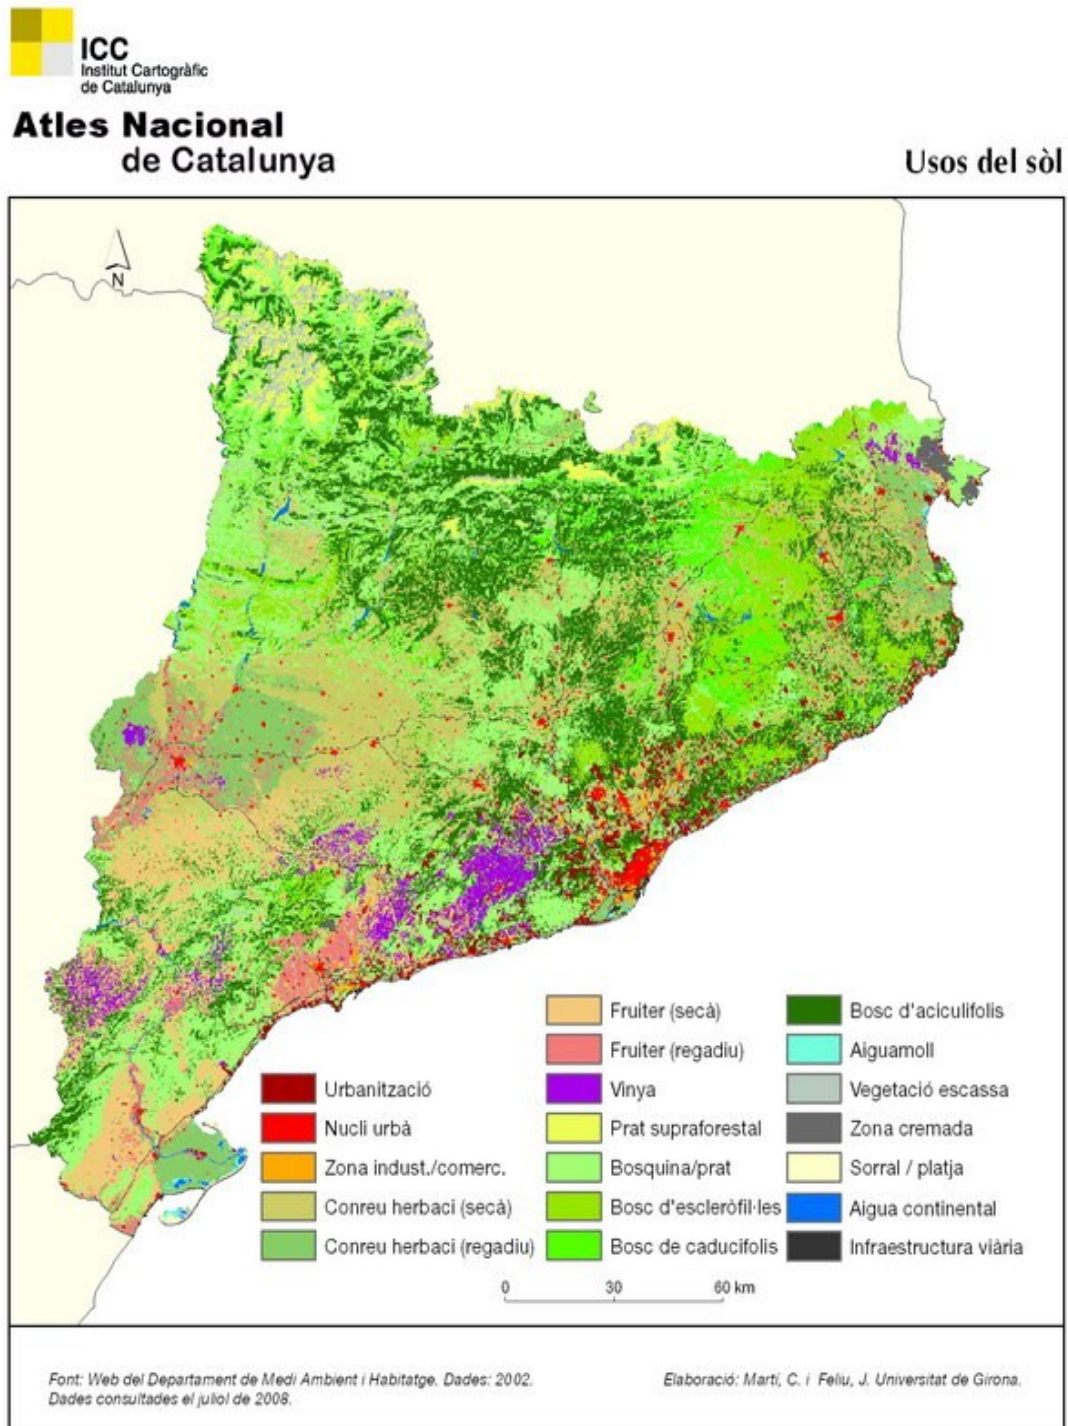 ICC
Institut Cartogràfic
de Catalunya
Atles Nacional
de Catalunya
Usos del sòl
N
Urbanització
Nucli urbà
Zona indust./comerc.
Conreu herbaci (secà)
Conreu herbaci (regadiu)
Fruiter (secà)
Fruiter (regadiu)
Vinya
Prat supraforestal
Bosquina/prat
Bosc d'escleròfil·les
Bosc de caducifolis
Bosc d'aciculifolis
Aiguamoll
Vegetació escassa
Zona cremada
Sorral / platja
Aigua continental
Infraestructura viària
0 30 60 km
Font: Web del Departament de Medi Ambient i Habitatge. Dades: 2002.
Dades consultades el juliol de 2008.
Elaboració: Martí, C. i Feliu, J. Universitat de Girona.